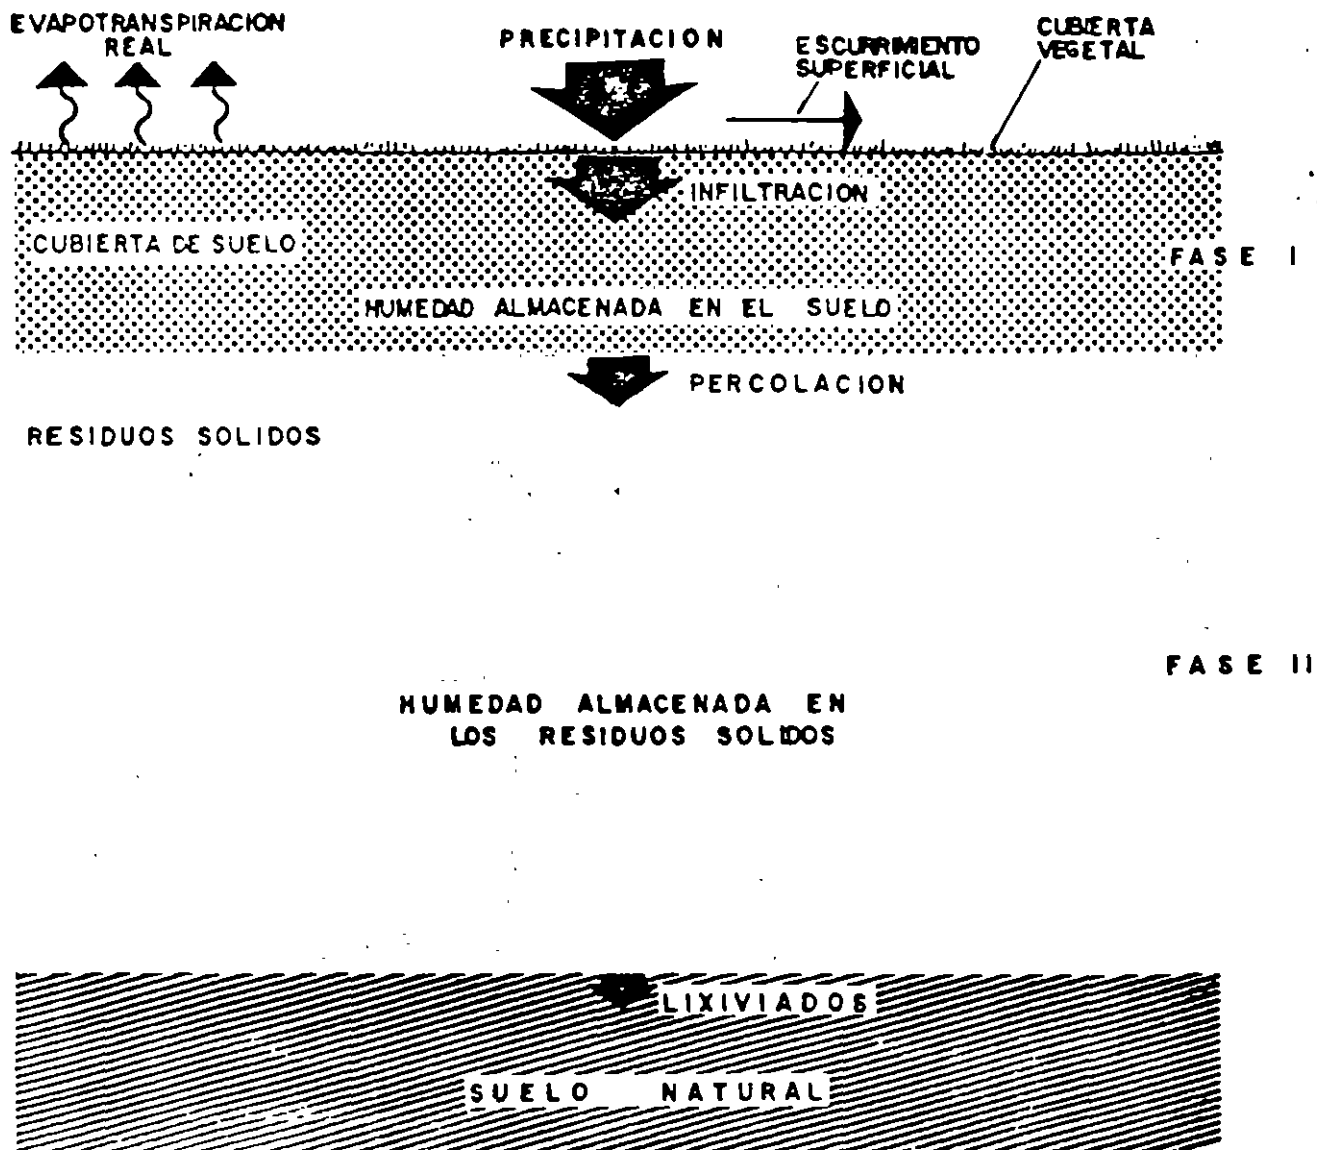 EVAPOTRANSPIRACION
REAL
PRECIPITACION
ESCURRIMIENTO
SUPERFICIAL
CUBIERTA
VEGETAL
INFILTRACION
CUBIERTA DE SUELO
FASE I
HUMEDAD ALMACENADA EN EL SUELO
PERCOLACION
RESIDUOS SOLIDOS
FASE II
HUMEDAD ALMACENADA EN
LOS RESIDUOS SOLIDOS
LIXIVIADOS
SUELO NATURAL